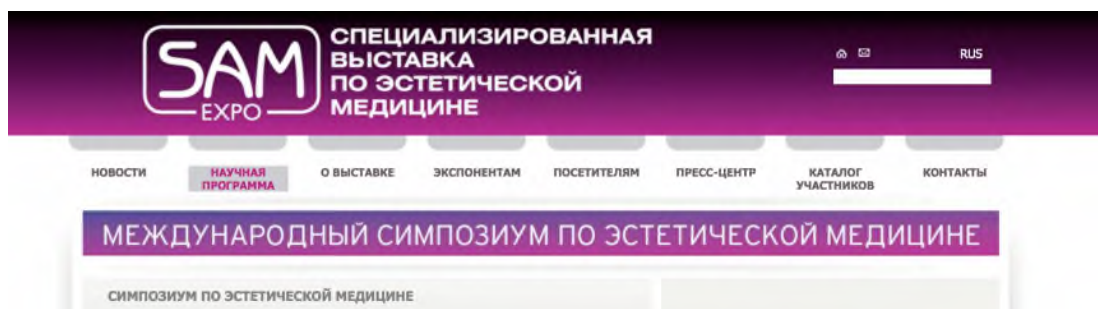 SAM
EXPO
СПЕЦИАЛИЗИРОВАННАЯ
ВЫСТАВКА
ПО ЭСТЕТИЧЕСКОЙ
МЕДИЦИНЕ
RUS
НОВОСТИ
НАУЧНАЯ
ПРОГРАММА
О ВЫСТАВКЕ
ЭКСПОНЕНТАМ
ПОСЕТИТЕЛЯМ
ПРЕСС-ЦЕНТР
КАТАЛОГ
УЧАСТНИКОВ
КОНТАКТЫ
МЕЖДУНАРОДНЫЙ СИМПОЗИУМ ПО ЭСТЕТИЧЕСКОЙ МЕДИЦИНЕ
СИМПОЗИУМ ПО ЭСТЕТИЧЕСКОЙ МЕДИЦИНЕ